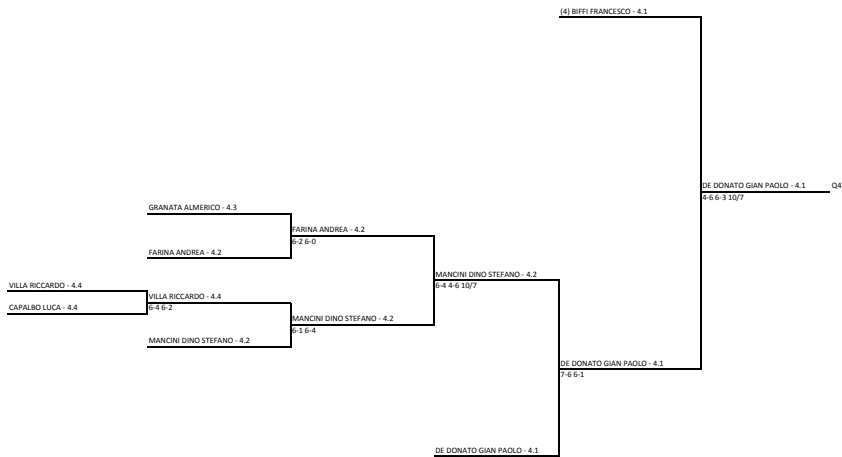 (4) BIFFI FRANCESCO - 4.1
DE DONATO GIAN PAOLO - 4.1 Q4
4-6 6-3 10/7
GRANATA ALMERICO - 4.3
FARINA ANDREA - 4.2
6-2 6-0
FARINA ANDREA - 4.2
MANCINI DINO STEFANO - 4.2
6-4 4-6 10/7
VILLA RICCARDO - 4.4
VILLA RICCARDO - 4.4
6-4 6-2
CAPALBO LUCA - 4.4
MANCINI DINO STEFANO - 4.2
6-1 6-4
MANCINI DINO STEFANO - 4.2
DE DONATO GIAN PAOLO - 4.1
7-6 6-1
DE DONATO GIAN PAOLO - 4.1